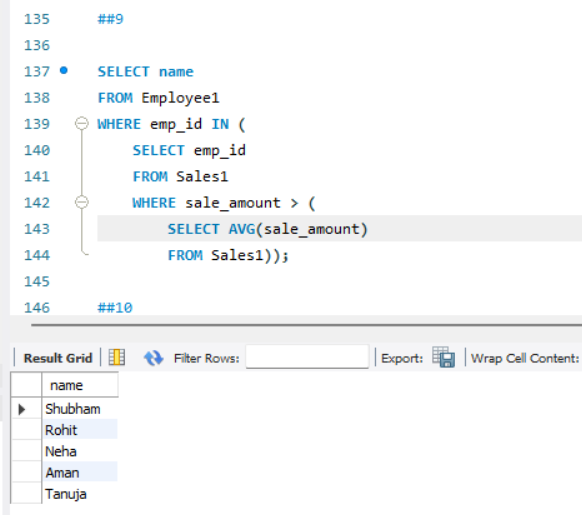 135 ##9
136
137 SELECT name
138 FROM Employee1
139 WHERE emp_id IN (
140 SELECT emp_id
141 FROM Sales1
142 WHERE sale_amount > (
143 SELECT AVG(sale_amount)
144 FROM Sales1));
145
146 ##10
Result Grid Filter Rows: Export: Wrap Cell Content:
name
Shubham
Rohit
Neha
Aman
Tanuja